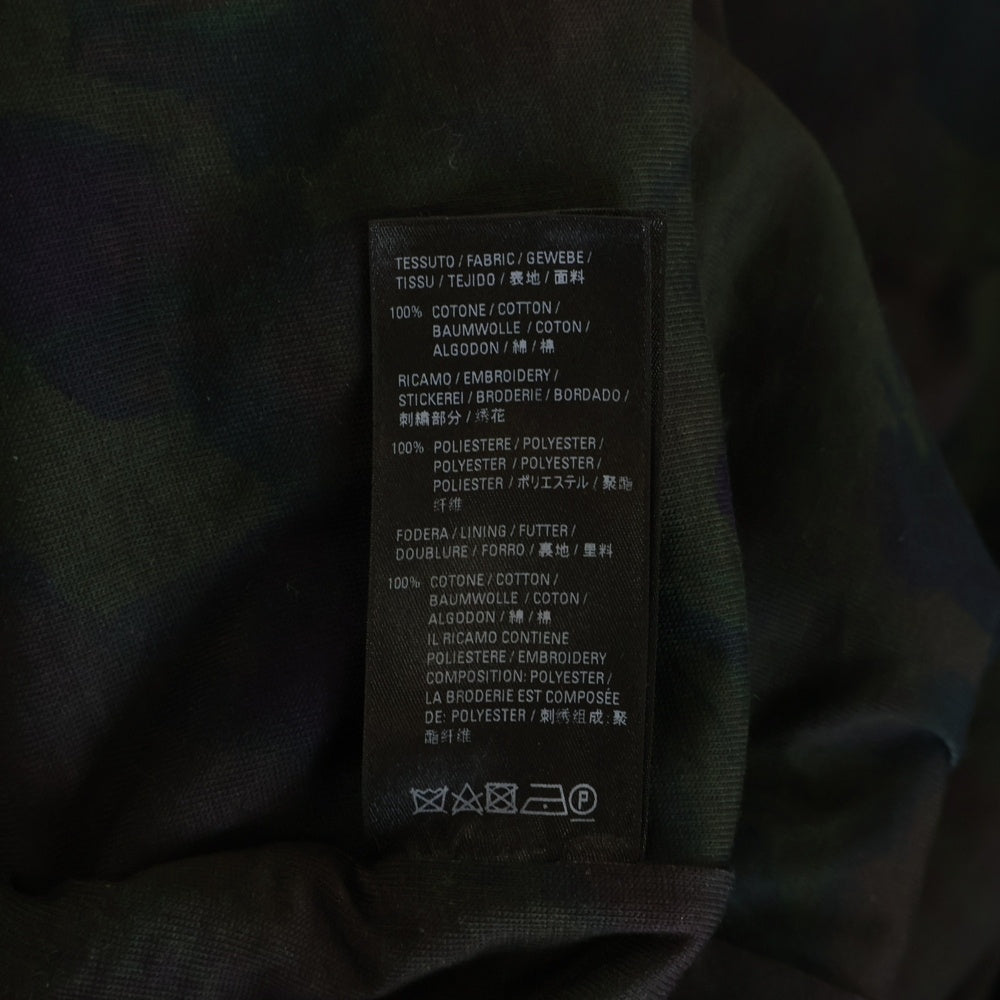 TESSUTO / FABRIC / GEWEBE /
TISSU / TEJIDO / 表地 / 面料
100% COTONE / COTTON /
BAUMWOLLE / COTON /
ALGODON / 綿 / 棉
RICAMO / EMBROIDERY /
STICKEREI / BRODERIE / BORDADO /
刺繍部分 / 绣花
100% POLIESTERE / POLYESTER /
POLYESTER / POLYESTER /
POLIESTER / ポリエステル / 聚酯
纤维
FODERA / LINING / FUTTER /
DOUBLURE / FORRO / 裏地 / 里料
100% COTONE / COTTON /
BAUMWOLLE / COTON /
ALGODON / 綿 / 棉
IL RICAMO CONTIENE
POLIESTERE / EMBROIDERY
COMPOSITION: POLYESTER /
LA BRODERIE EST COMPOSÉE
DE: POLYESTER / 刺绣组成: 聚
酯纤维
P